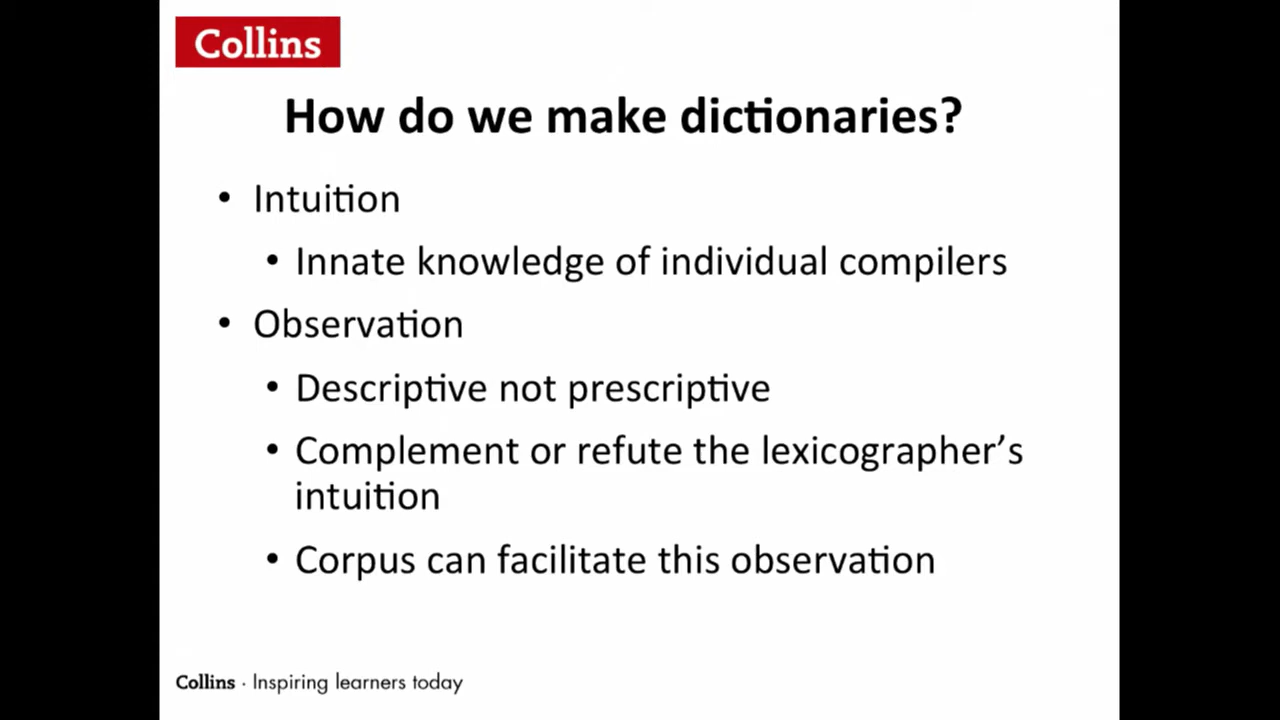 Collins
How do we make dictionaries?
• Intuition
• Innate knowledge of individual compilers
• Observation
• Descriptive not prescriptive
• Complement or refute the lexicographer’s
intuition
• Corpus can facilitate this observation
Collins · Inspiring learners today